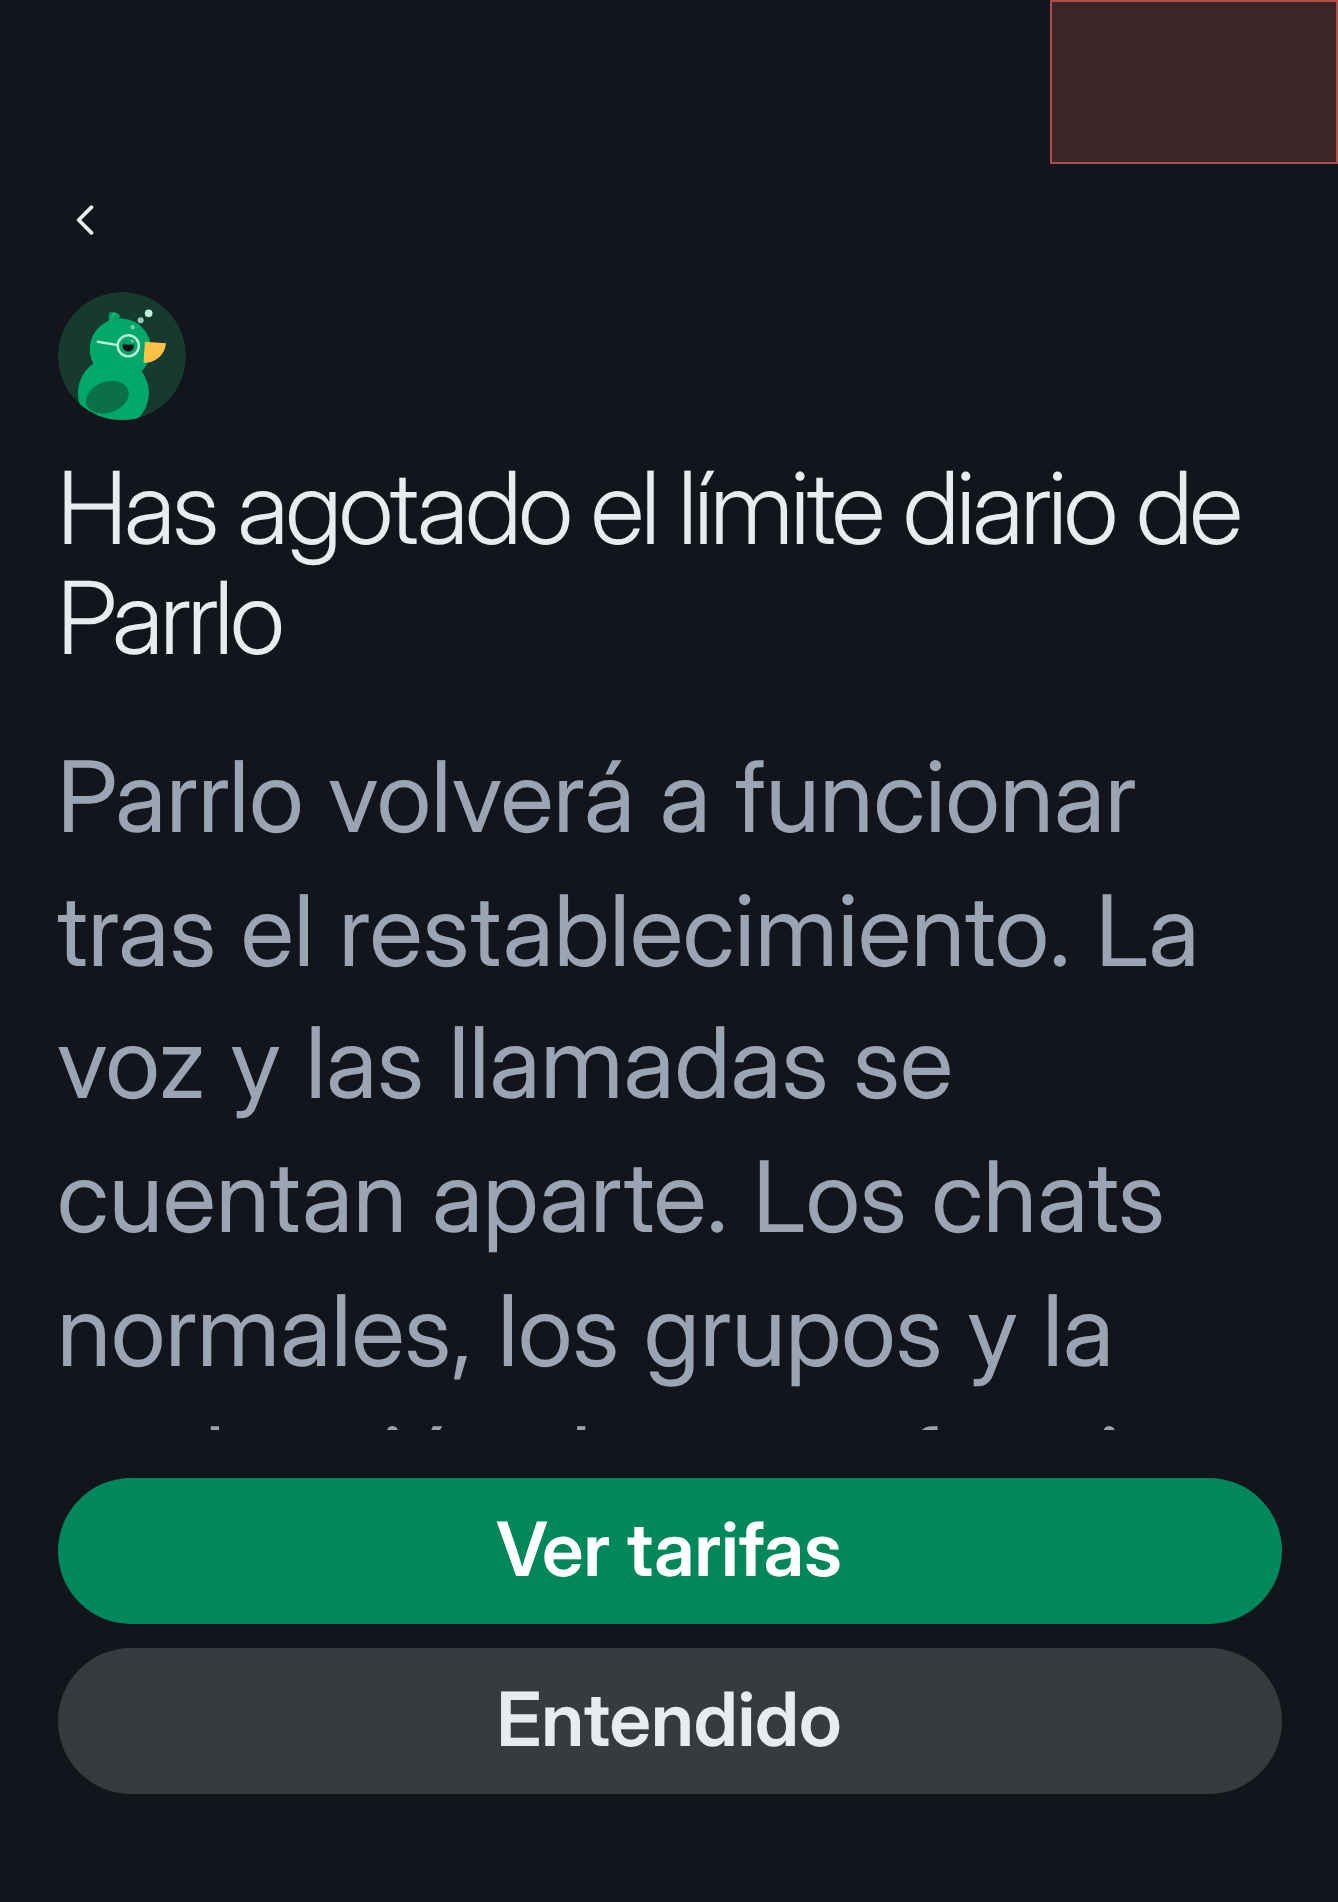 Has agotado el límite diario de
Parrlo
Parrlo volverá a funcionar
tras el restablecimiento. La
voz y las llamadas se
cuentan aparte. Los chats
normales, los grupos y la
Ver tarifas
Entendido